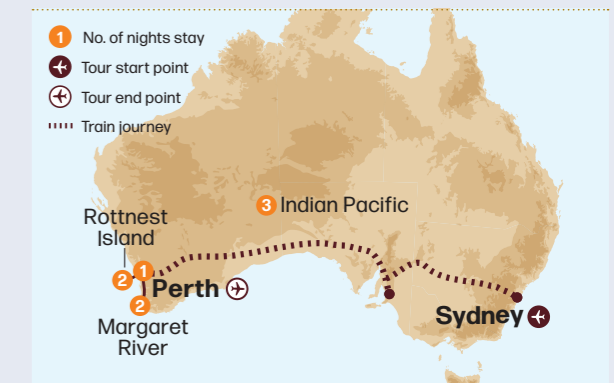 1 No. of nights stay
Tour start point
Tour end point
Train journey
3 Indian Pacific
Rottnest
Island
2
1
Perth
2
Margaret
River
Sydney